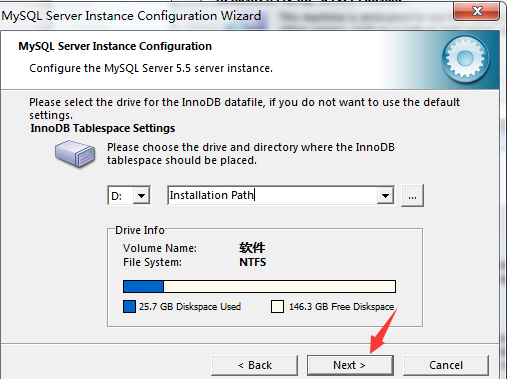 MySQL Server Instance Configuration Wizard
MySQL Server Instance Configuration
Configure the MySQL Server 5.5 server instance.
Please select the drive for the InnoDB datafile, if you do not want to use the default
settings.
InnoDB Tablespace Settings
Please choose the drive and directory where the InnoDB
tablespace should be placed.
D:
Installation Path
...
Drive Info
Volume Name: 软件
File System: NTFS
25.7 GB Diskspace Used
146.3 GB Free Diskspace
< Back
Next >
Cancel